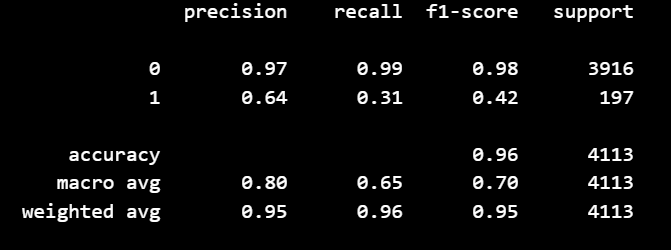 precision recall f1-score support
0 0.97 0.99 0.98 3916
1 0.64 0.31 0.42 197
accuracy 0.96 4113
macro avg 0.80 0.65 0.70 4113
weighted avg 0.95 0.96 0.95 4113